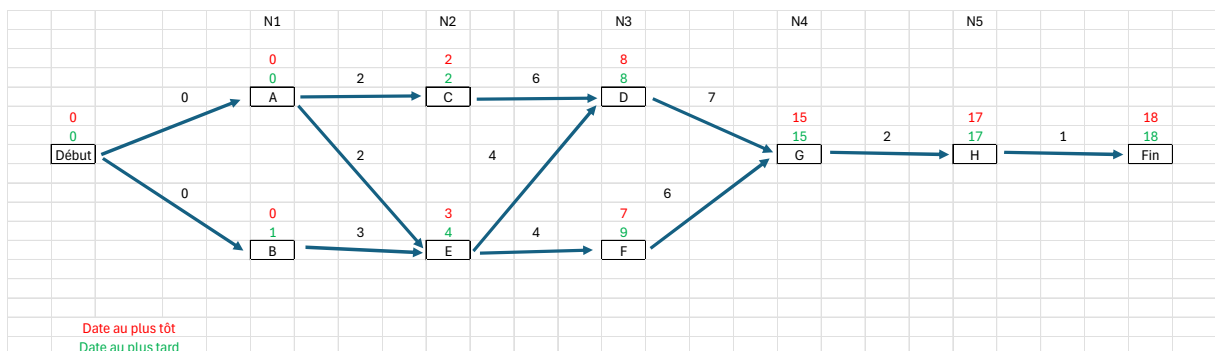 N1 N2 N3 N4 N5
0 2 8
0 2 6 8
0 A C D 7
0 15 17 18
0 15 2 17 1 18
Début 2 4 G H Fin
0 6
0 3 7
1 3 4 4 9
B E F
Date au plus tôt
Date au plus tard